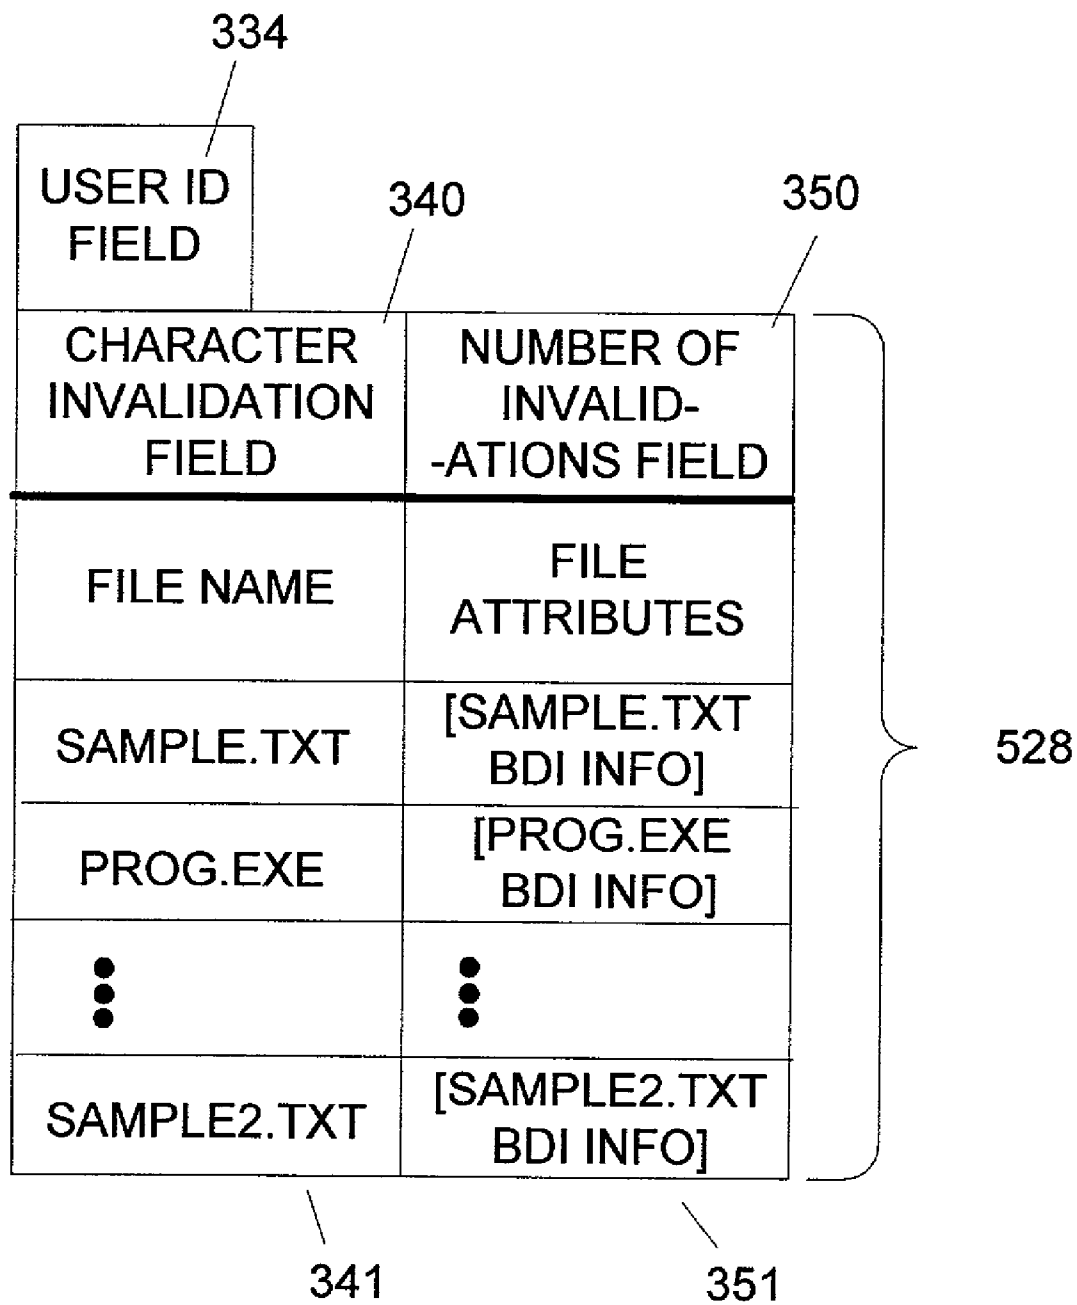 334
USER ID
FIELD
340
350
CHARACTER
INVALIDATION
FIELD
NUMBER OF
INVALID-
-ATIONS FIELD
FILE NAME
FILE
ATTRIBUTES
SAMPLE.TXT
[SAMPLE.TXT
BDI INFO]
528
PROG.EXE
[PROG.EXE
BDI INFO]
SAMPLE2.TXT
[SAMPLE2.TXT
BDI INFO]
341
351